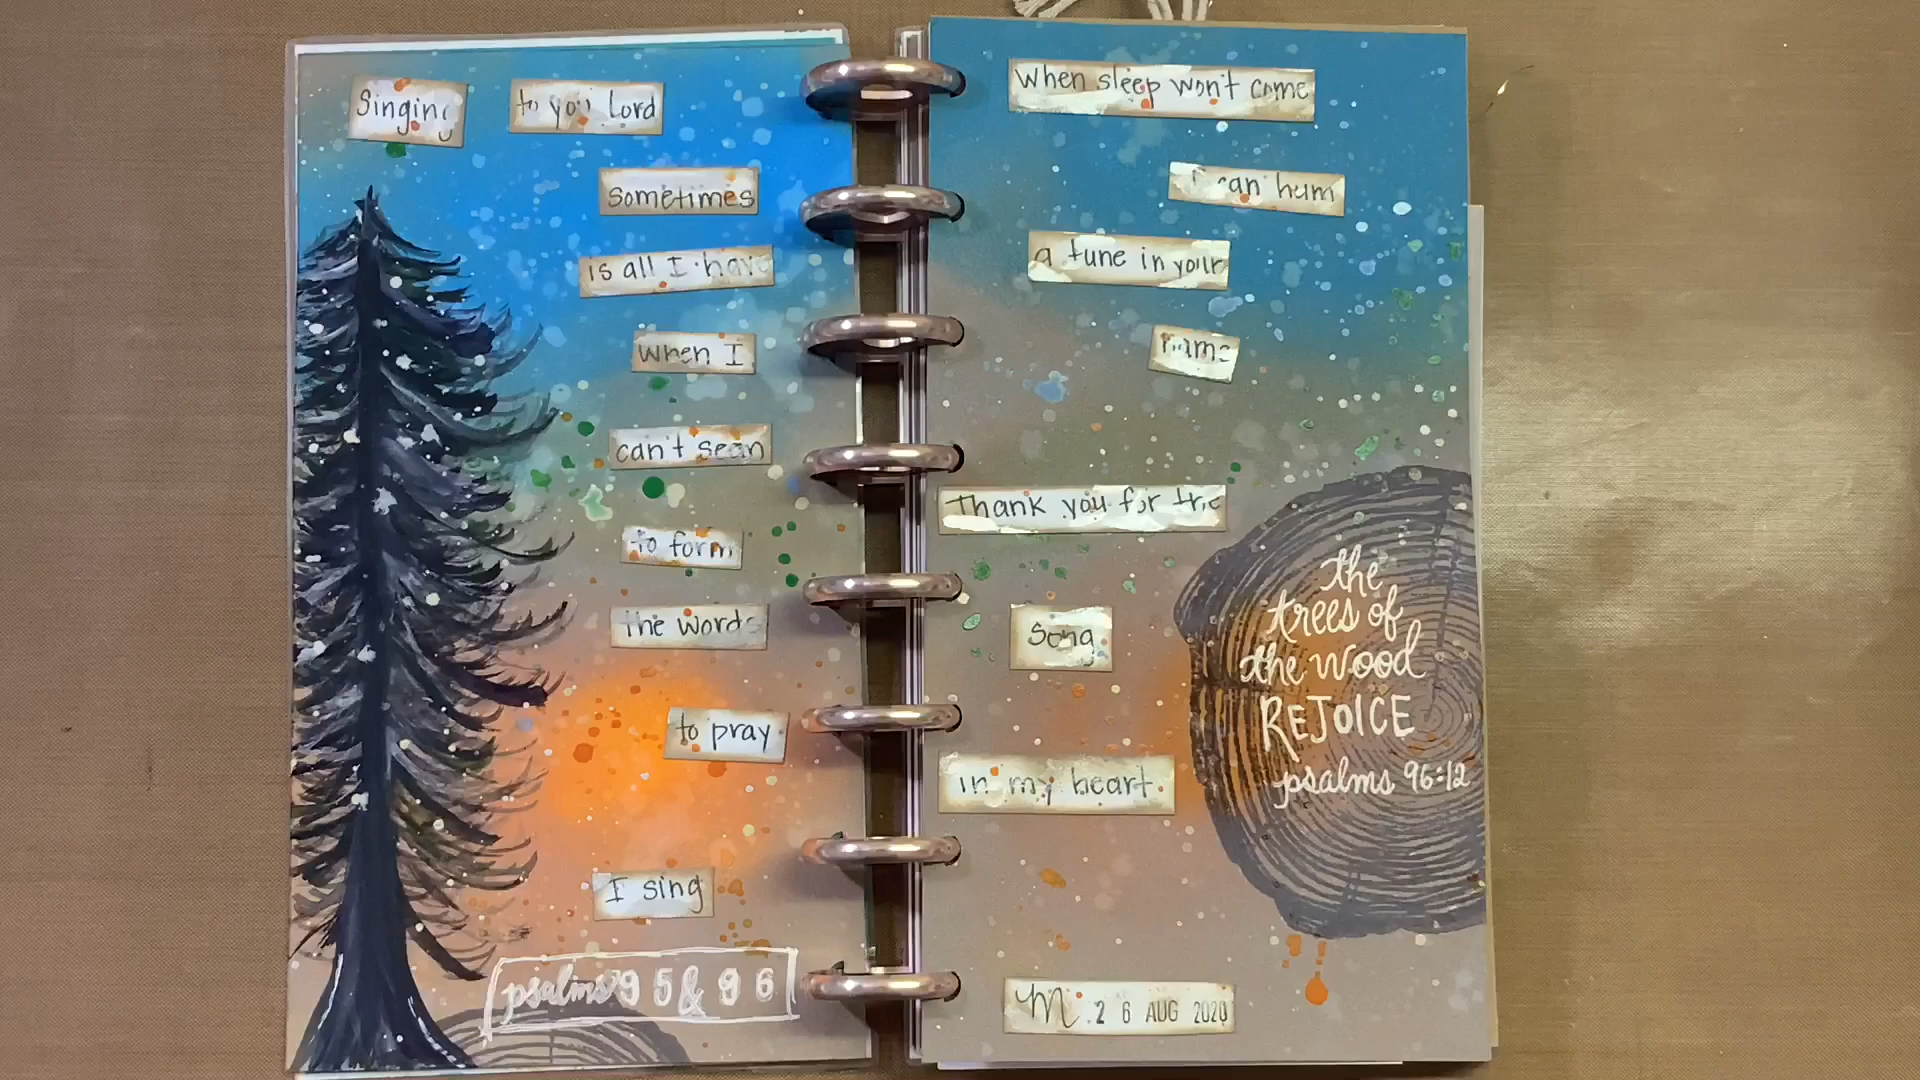 Singing to you Lord
sometimes
is all I have
when I
can't seam
to form
the words
to pray
I sing
psalms 95 & 96
when sleep won't come
I can hum
a tune in your
name
Thank you for the
song
in my heart.
the
trees of
the wood
REJOICE
psalms 96:12
M. 26 AUG 2020